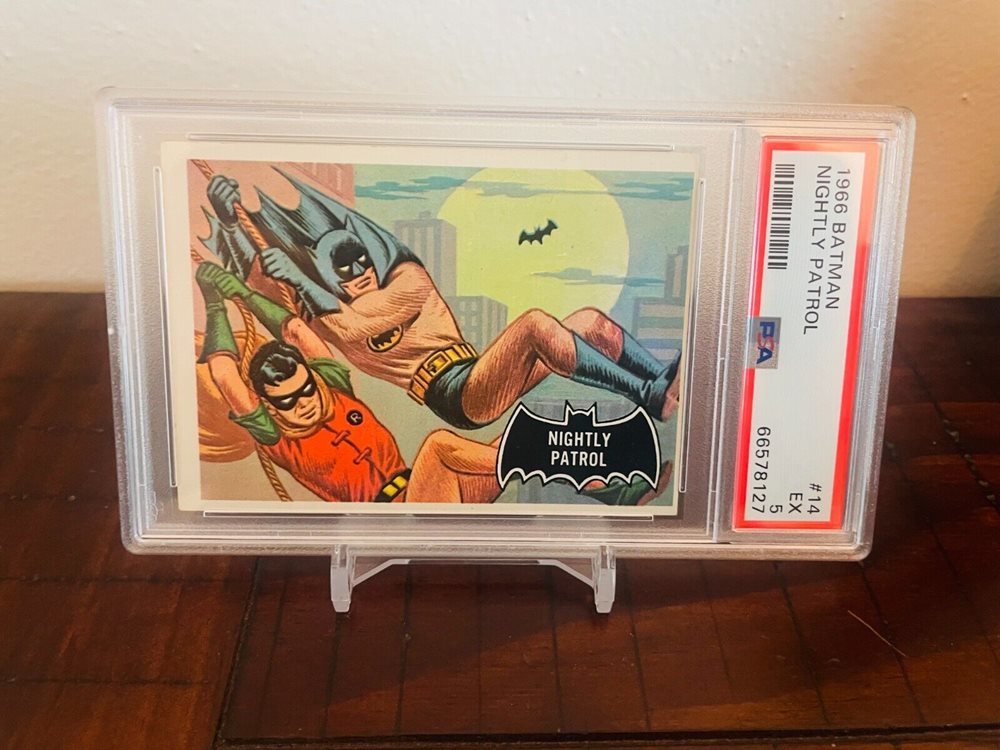 NIGHTLY
PATROL
R
1966 BATMAN
NIGHTLY PATROL
#14
EX
5
PSA
66578127